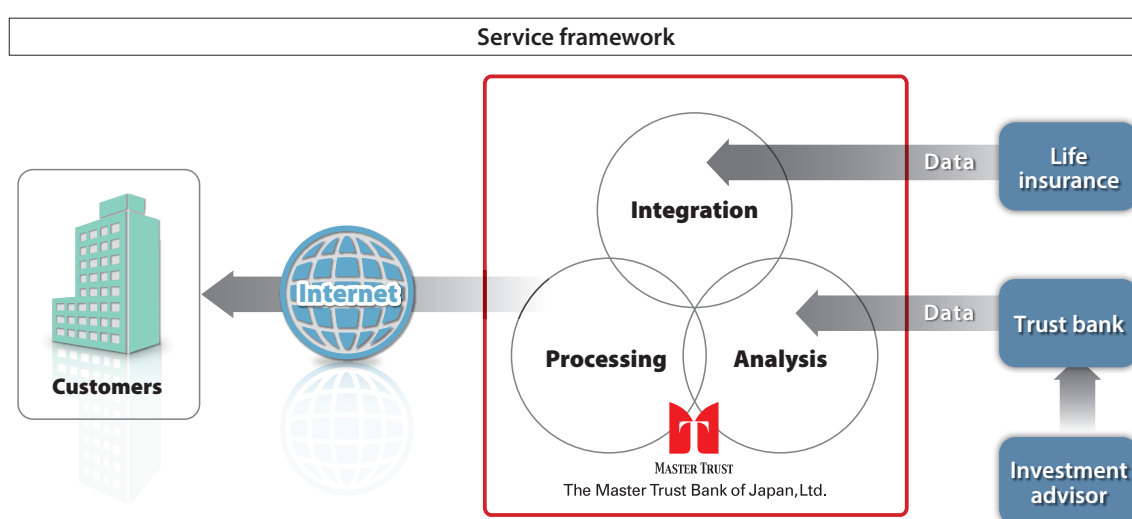 Service framework
Data
Life
insurance
Integration
Internet
Data
Trust bank
Processing
Analysis
Customers
MASTER TRUST
The Master Trust Bank of Japan,Ltd.
Investment
advisor